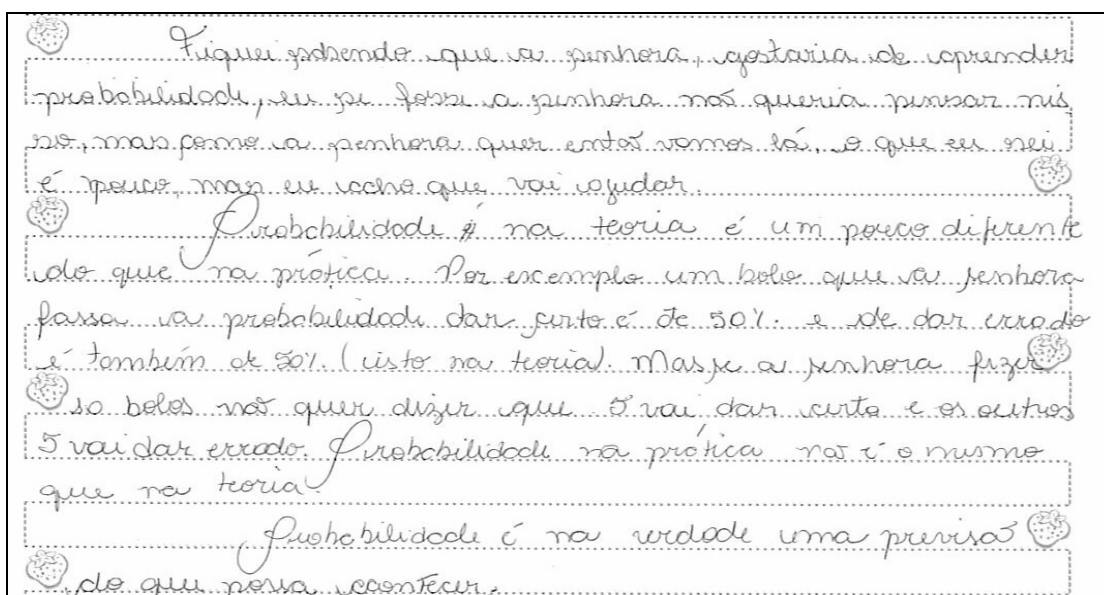 Fiquei sabendo que a senhora, gostaria de aprender
probabilidade, eu se fosse a senhora não queria pensar nis
so, mas como a senhora quer então vamos lá, o que eu sei
é pouco, mas eu acho que vai ajudar.
Probabilidade na teoria é um pouco diferente
do que na prática. Por exemplo um bolo que a senhora
fassa a probabilidade dar certo é de 50%. e de dar errado
é também de 50%. (isto na teoria). Mas se a senhora fizer
10 bolos não quer dizer que 5 vai dar certo e os outros
5 vai dar errado. Probabilidade na prática não é o mesmo
que na teoria.
Probabilidade é na verdade uma previsão
do que possa acontecer.